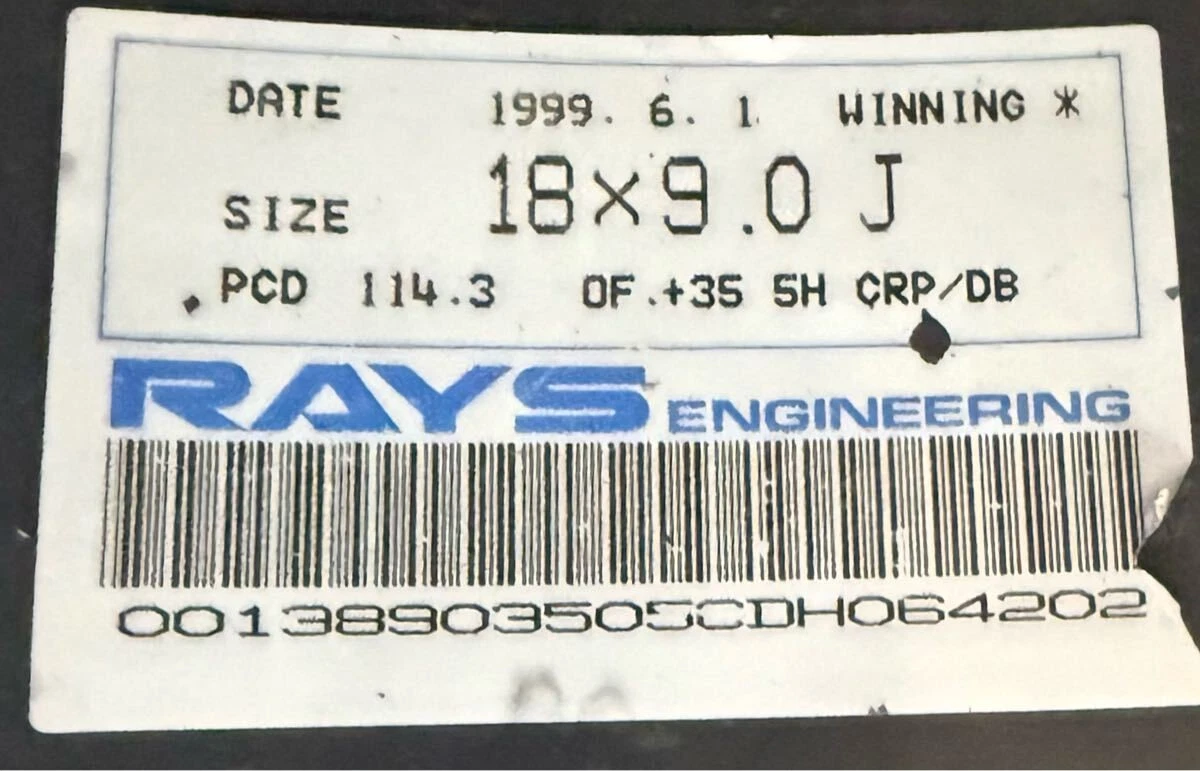 DATE 1999. 6. 1 WINNING *
SIZE 18×9.0 J
PCD 114.3 OF.+35 5H CRP/DB
RAYS ENGINEERING
00138903505CDH064202